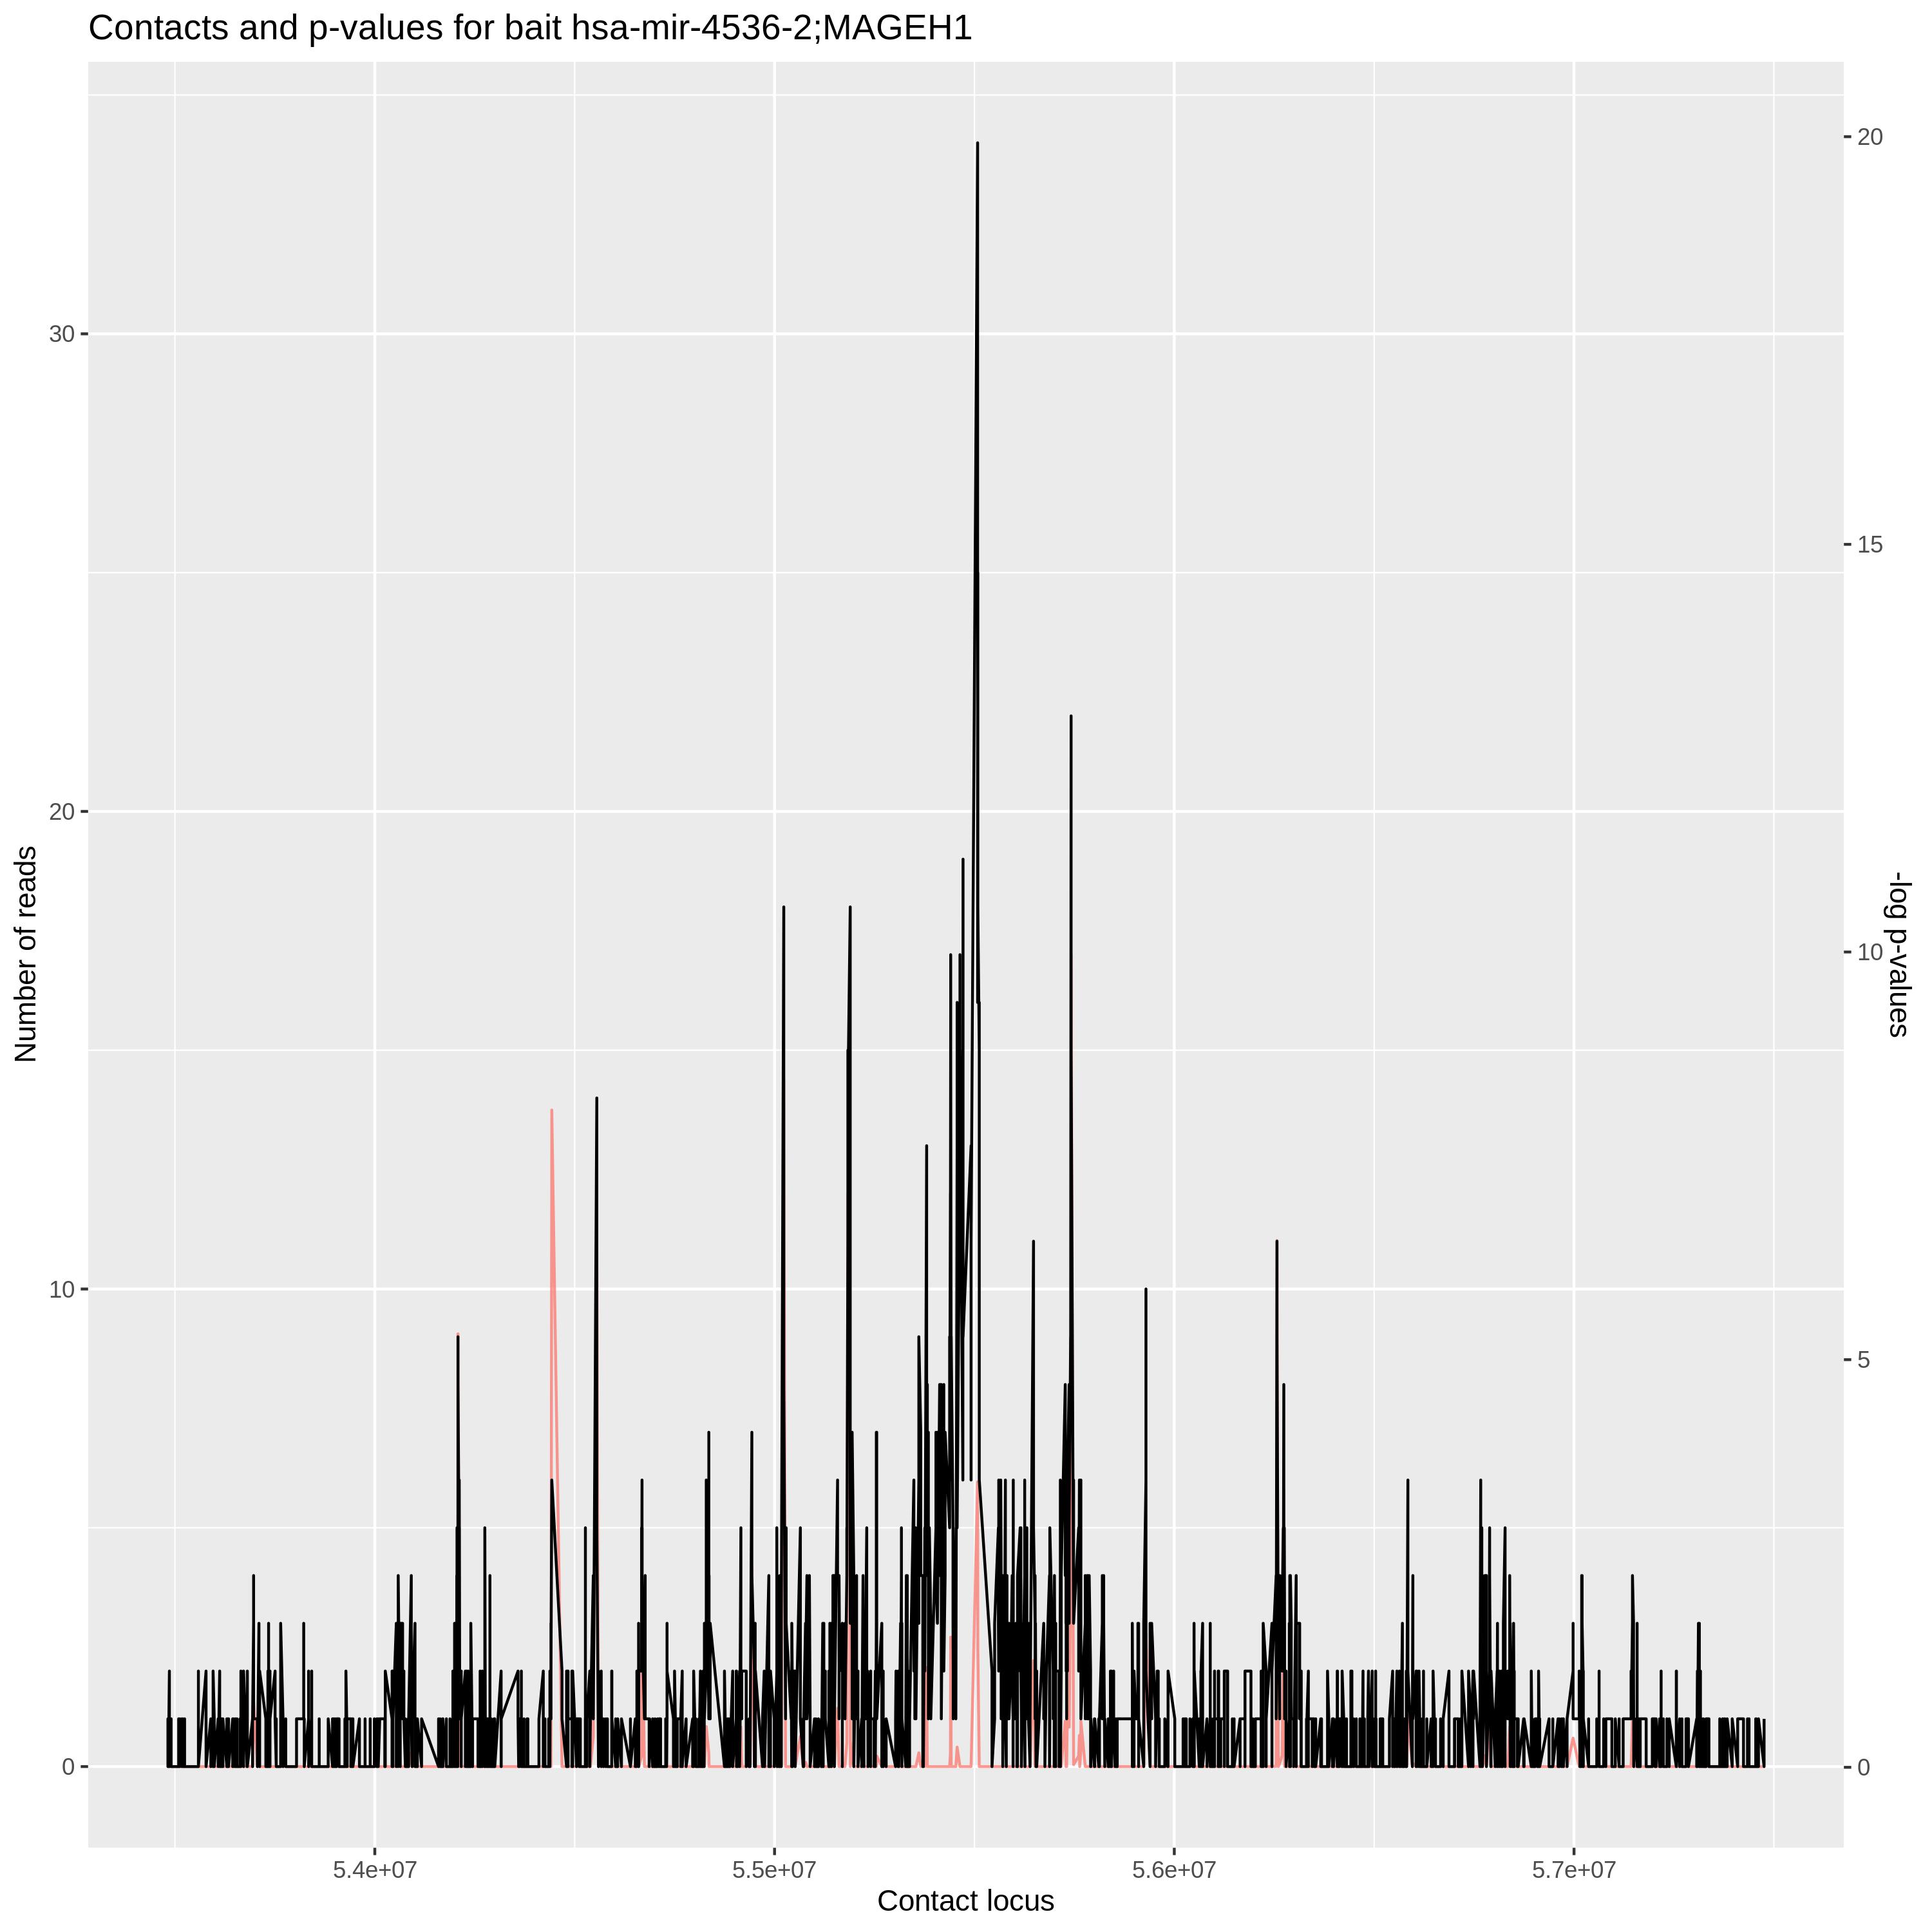 Contacts and p-values for bait hsa-mir-4536-2;MAGEH1
30
20
10
0
Number of reads
20
15
10
5
0
-log p-values
5.4e+07
5.5e+07
5.6e+07
5.7e+07
Contact locus